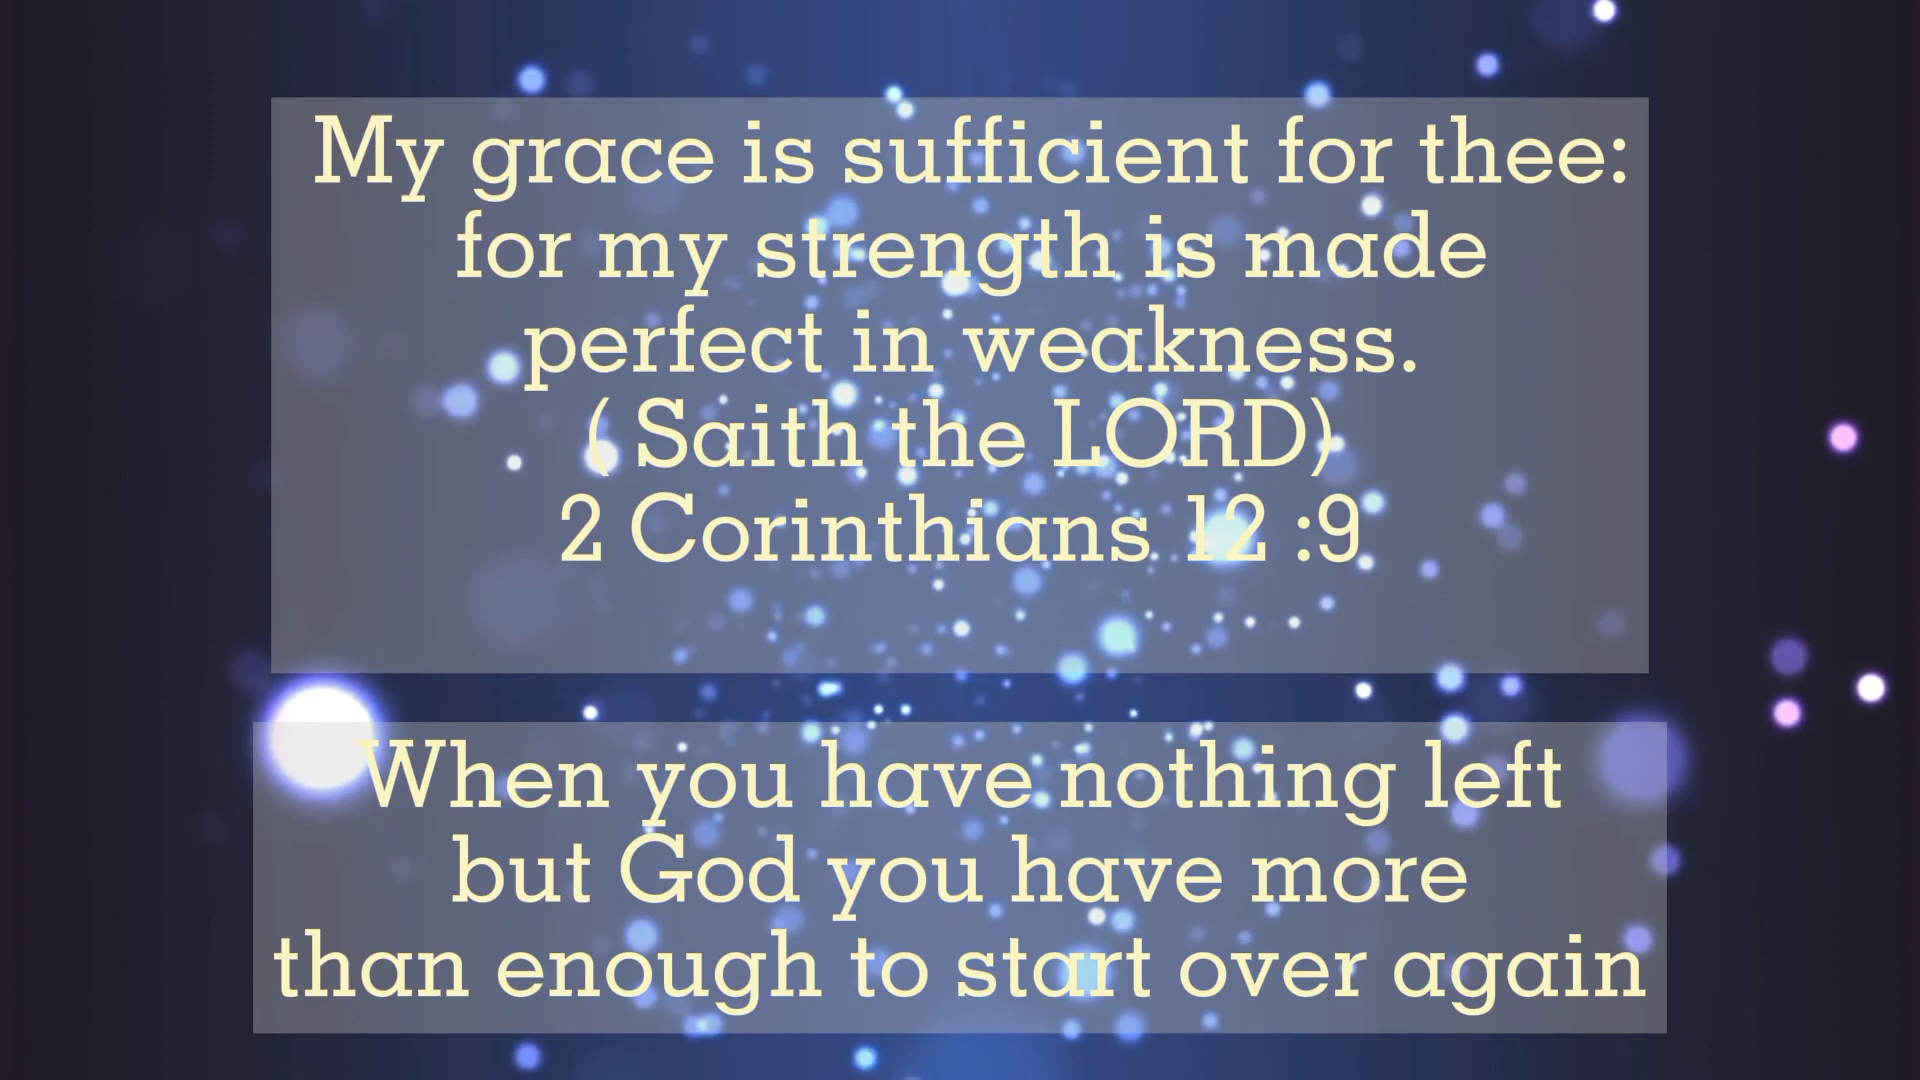 My grace is sufficient for thee:
for my strength is made
perfect in weakness.
( Saith the LORD)
2 Corinthians 12 :9
When you have nothing left
but God you have more
than enough to start over again